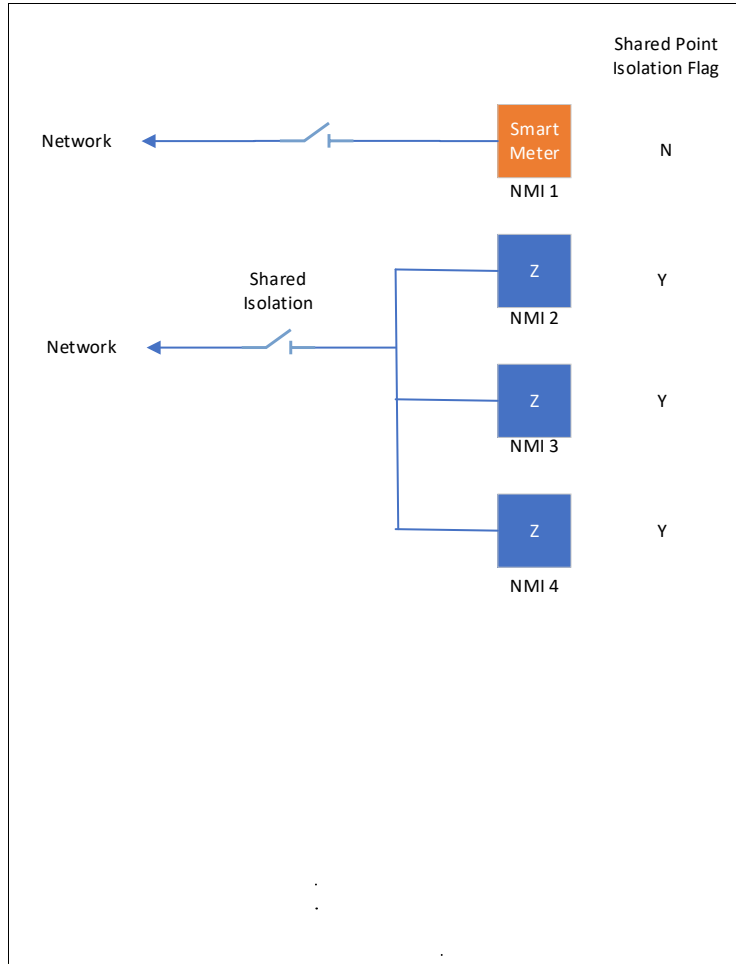 Shared Point
Isolation Flag
Network
Smart
Meter
N
NMI 1
Shared
Isolation
Z
Y
NMI 2
Network
Z
Y
NMI 3
Z
Y
NMI 4